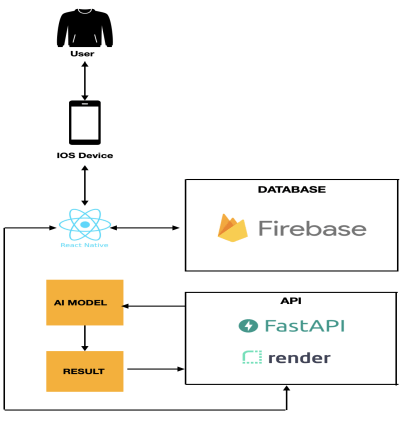 User
IOS Device
React Native
DATABASE
Firebase
AI MODEL
RESULT
API
FastAPI
render